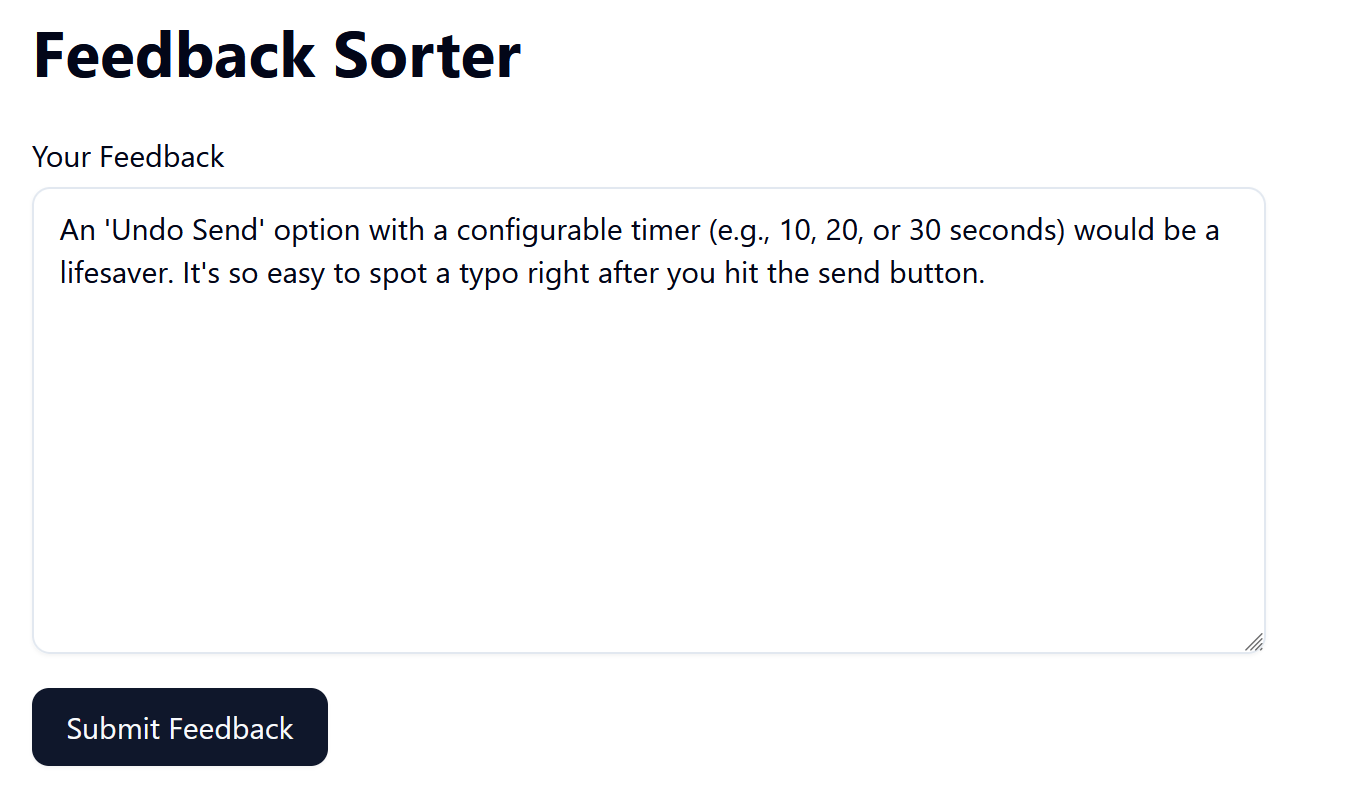 Feedback Sorter
Your Feedback
An 'Undo Send' option with a configurable timer (e.g., 10, 20, or 30 seconds) would be a
lifesaver. It's so easy to spot a typo right after you hit the send button.
Submit Feedback